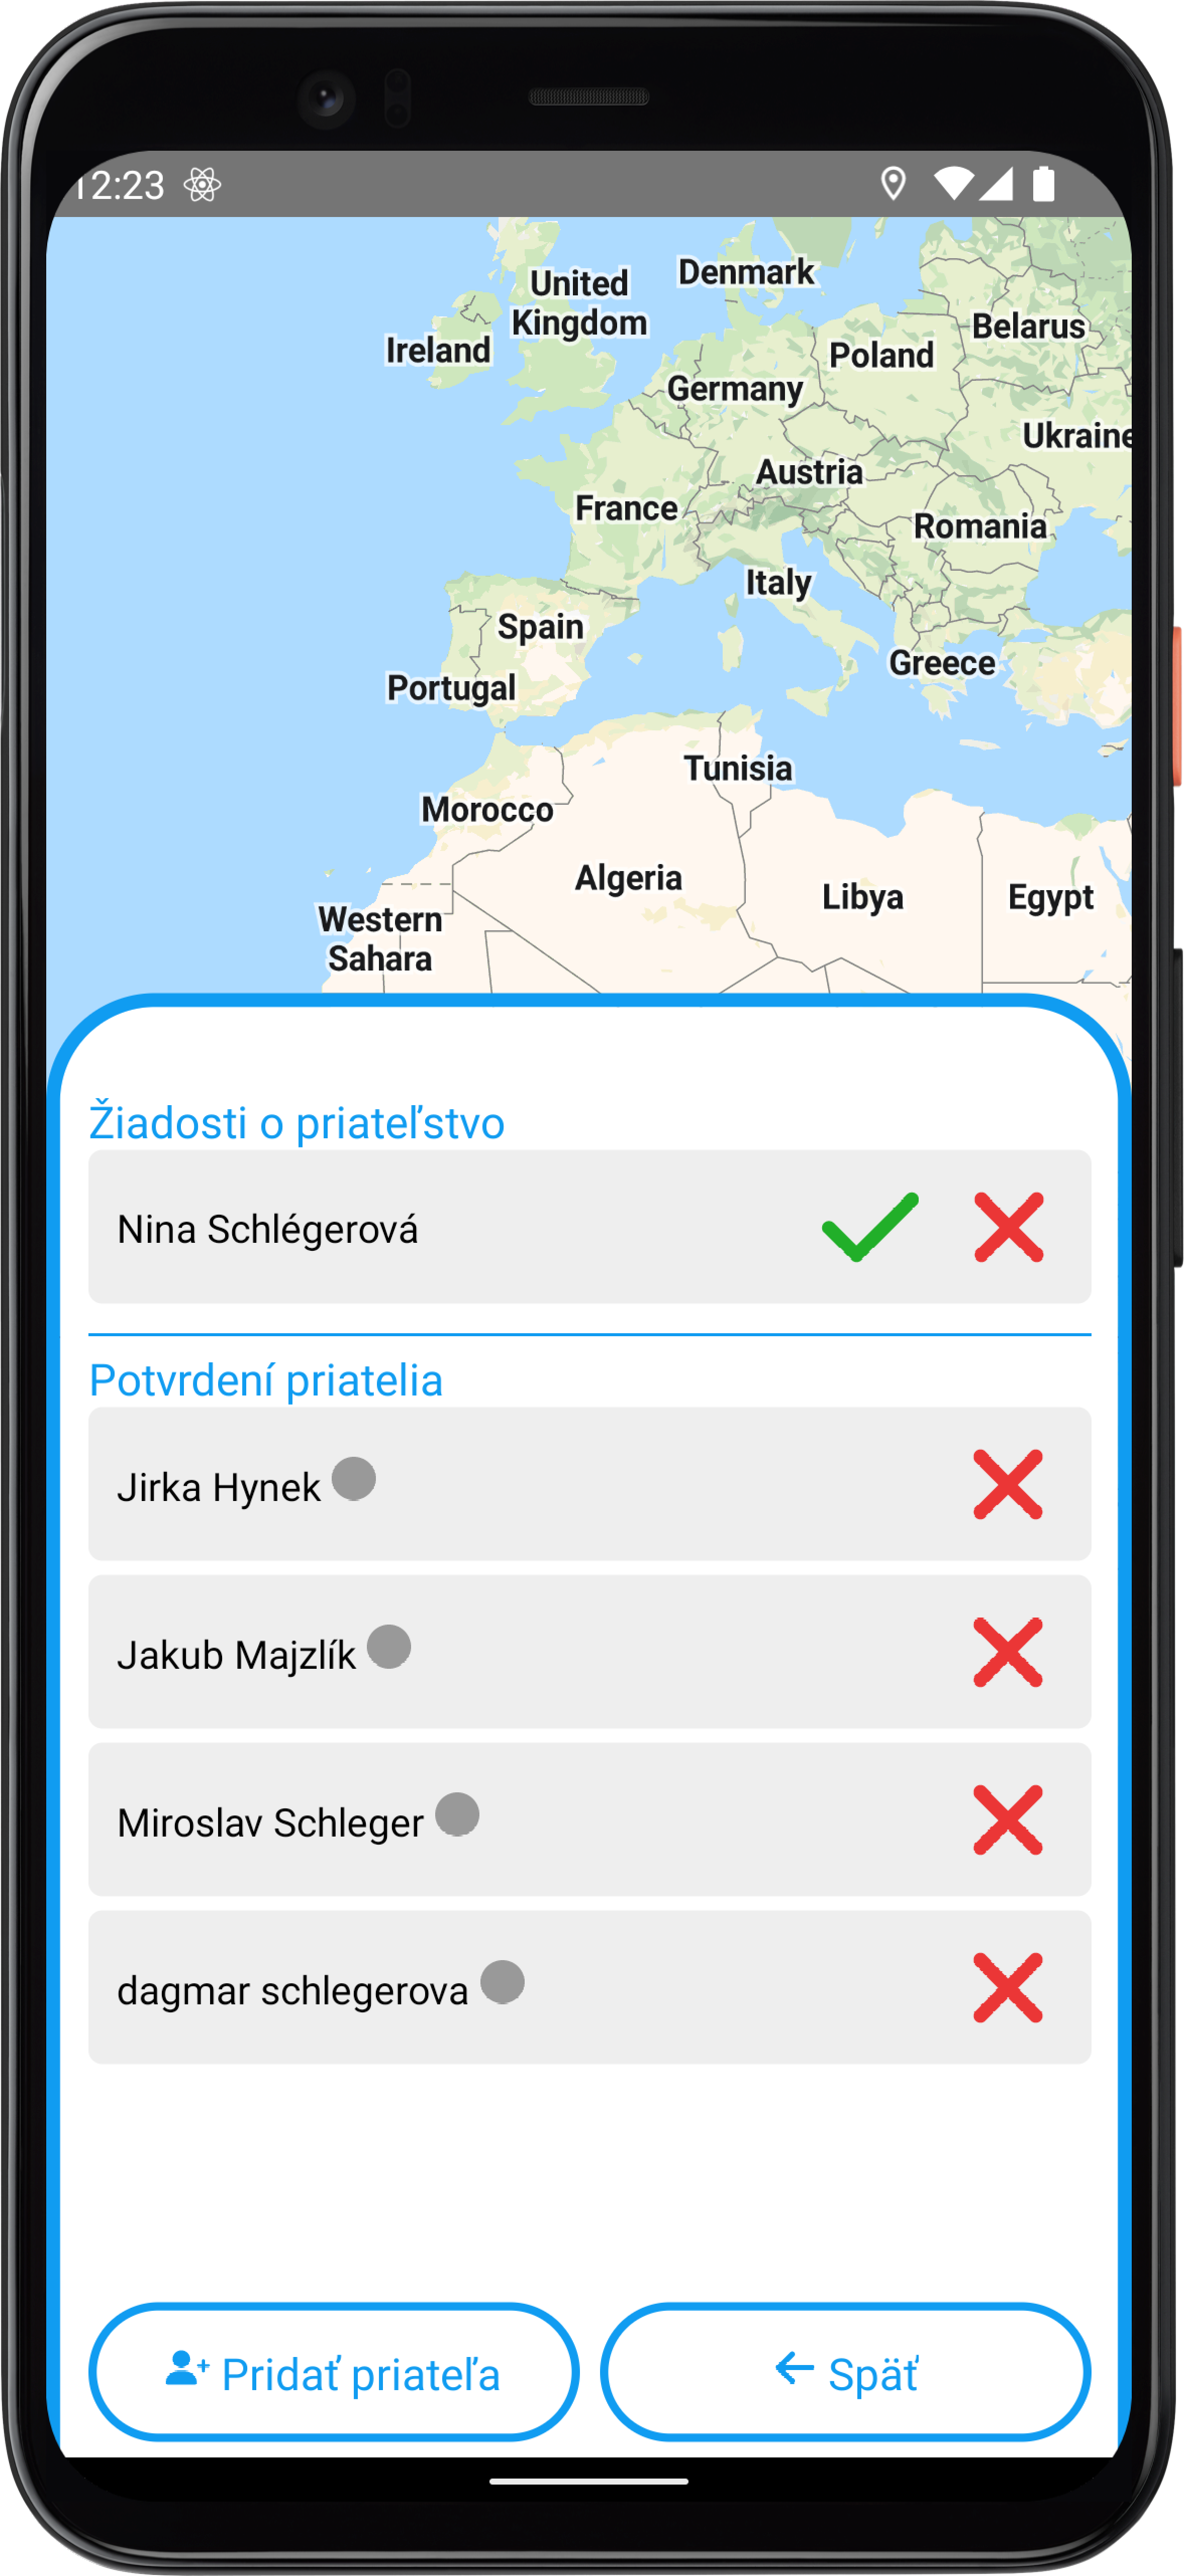 12:23
United
Kingdom
Denmark
Ireland
Belarus
Poland
Germany
Ukraine
Austria
France
Romania
Italy
Spain
Greece
Portugal
Tunisia
Morocco
Algeria
Libya
Egypt
Western
Sahara
Žiadosti o priateľstvo
Nina Schlégerová
Potvrdení priatelia
Jirka Hynek
Jakub Majzlík
Miroslav Schleger
dagmar schlegerova
Pridať priateľa
Späť